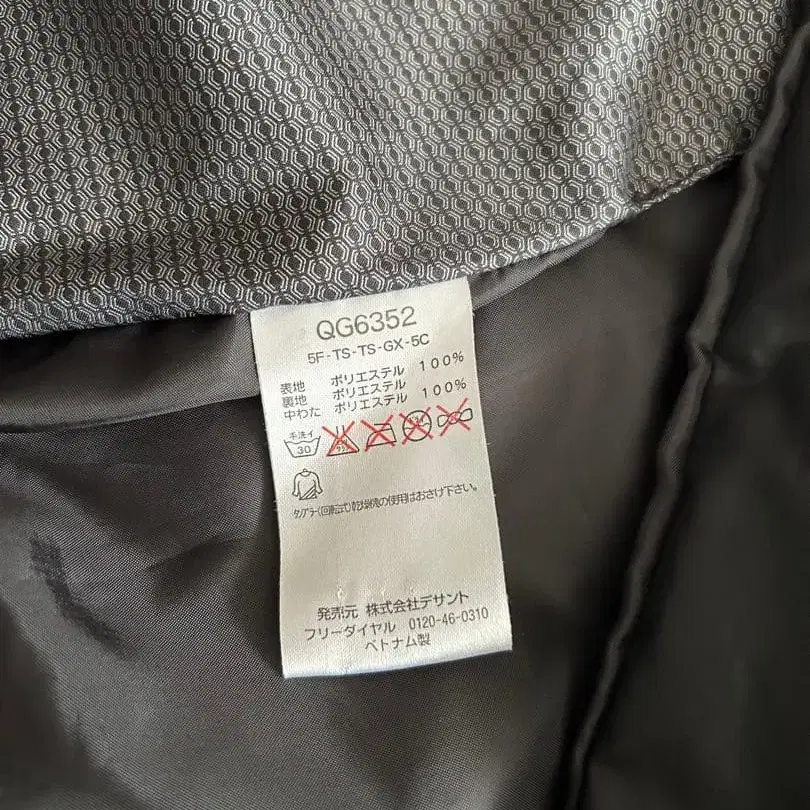 QG6352
5F-TS-TS-GX-5C
表地 ポリエステル 100%
裏地 ポリエステル
中わた ポリエステル 100%
手洗イ
30
タンブラー(回転式)乾燥機の使用はおさけ下さい。
発売元 株式会社デサント
フリーダイヤル 0120-46-0310
ベトナム製